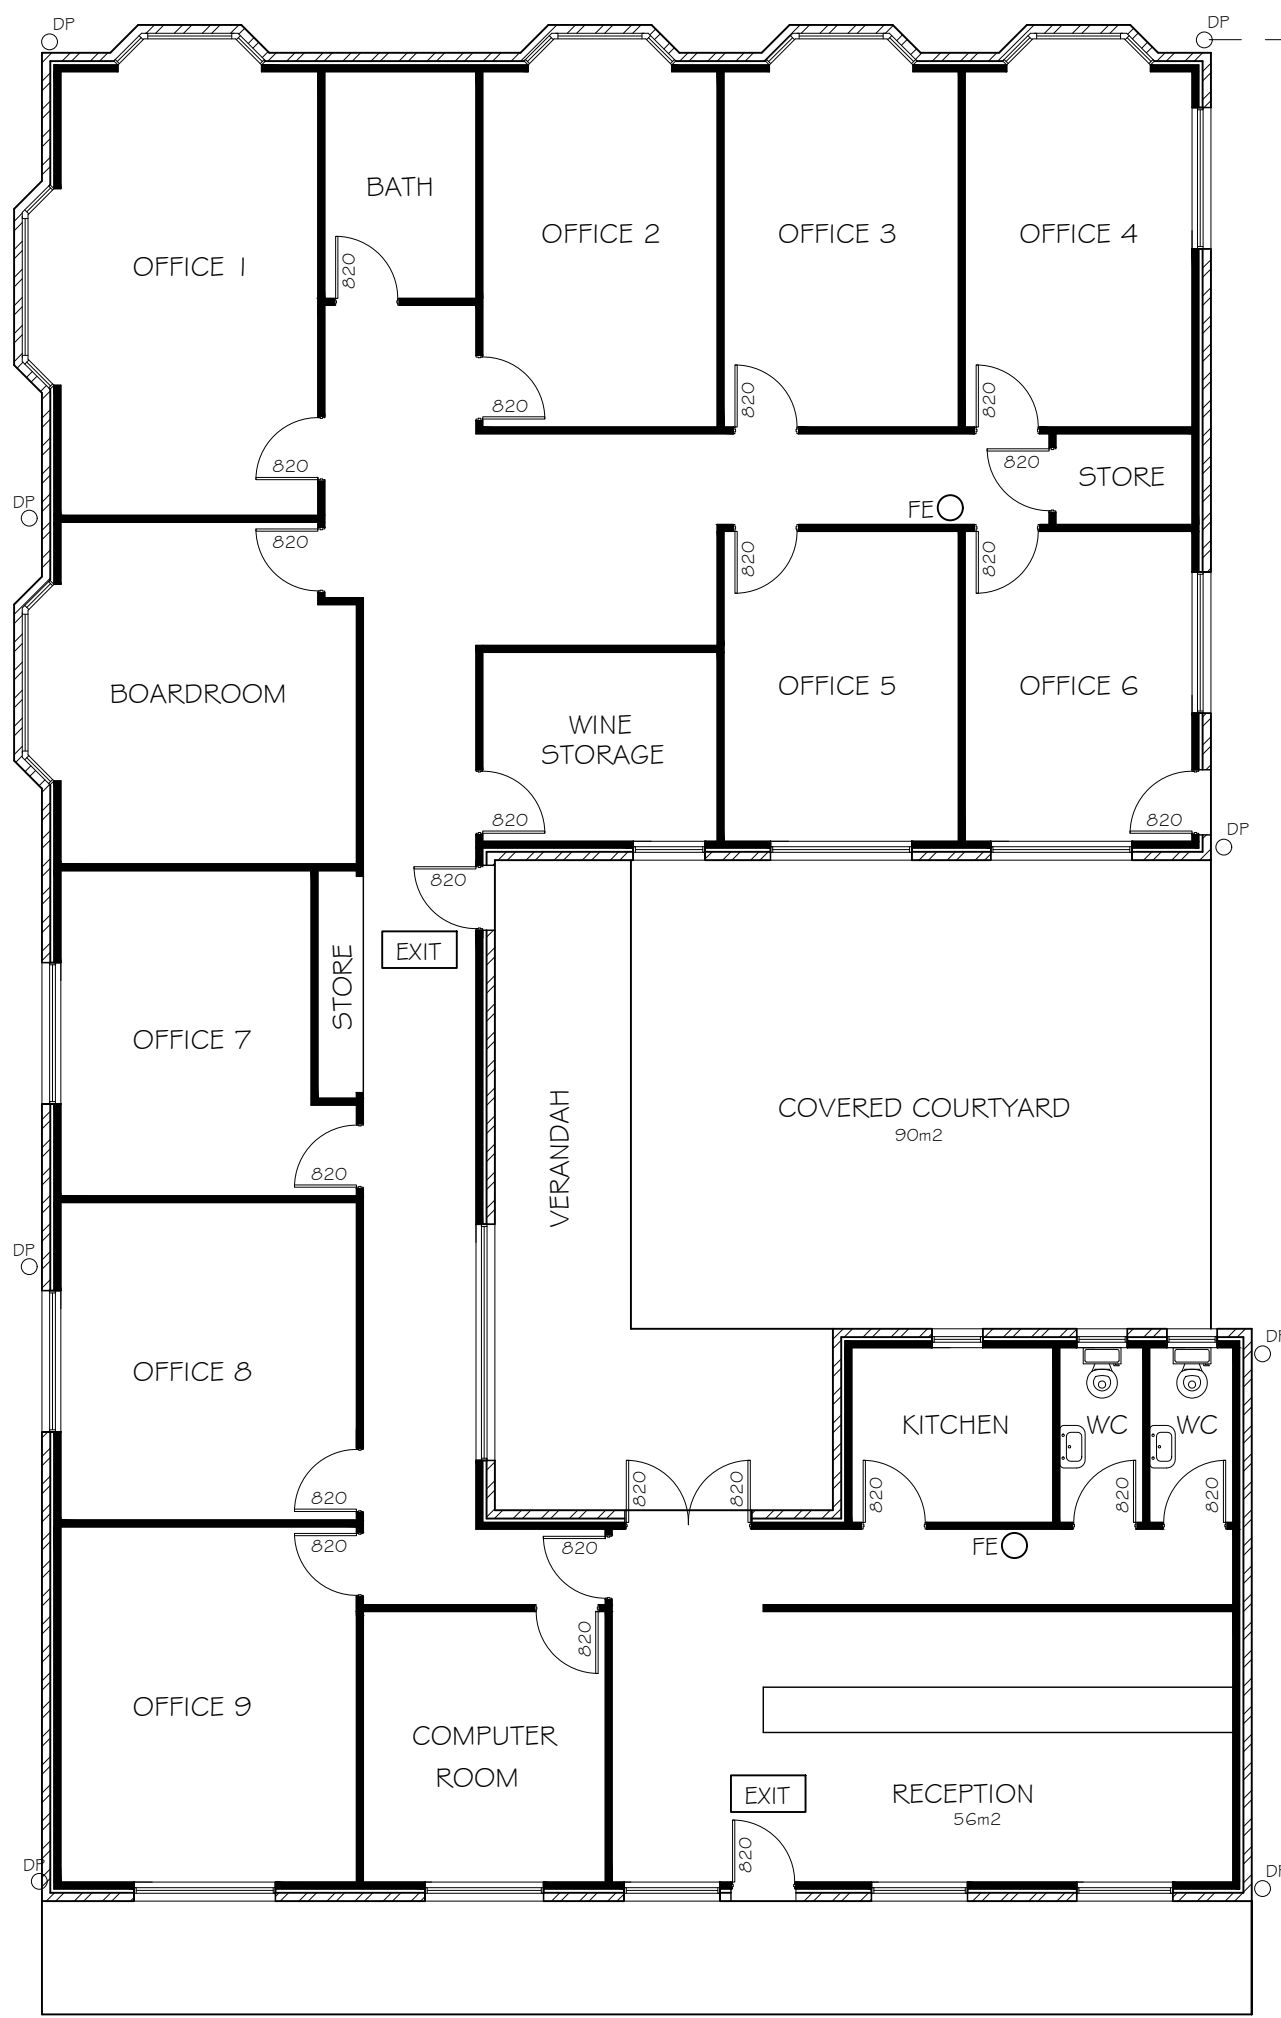 DP
DP
BATH
OFFICE 2
OFFICE 3
OFFICE 4
OFFICE 1
820
820
820
820
820
820
STORE
DP
FE
820
820
820
OFFICE 5
OFFICE 6
BOARDROOM
WINE
STORAGE
820
820
DP
820
EXIT
STORE
OFFICE 7
VERANDAH
COVERED COURTYARD
90m2
820
DP
DP
OFFICE 8
KITCHEN
WC
WC
820
820
820
820
820
820
820
820
FE
820
OFFICE 9
COMPUTER
ROOM
EXIT
RECEPTION
56m2
820
DP
DP